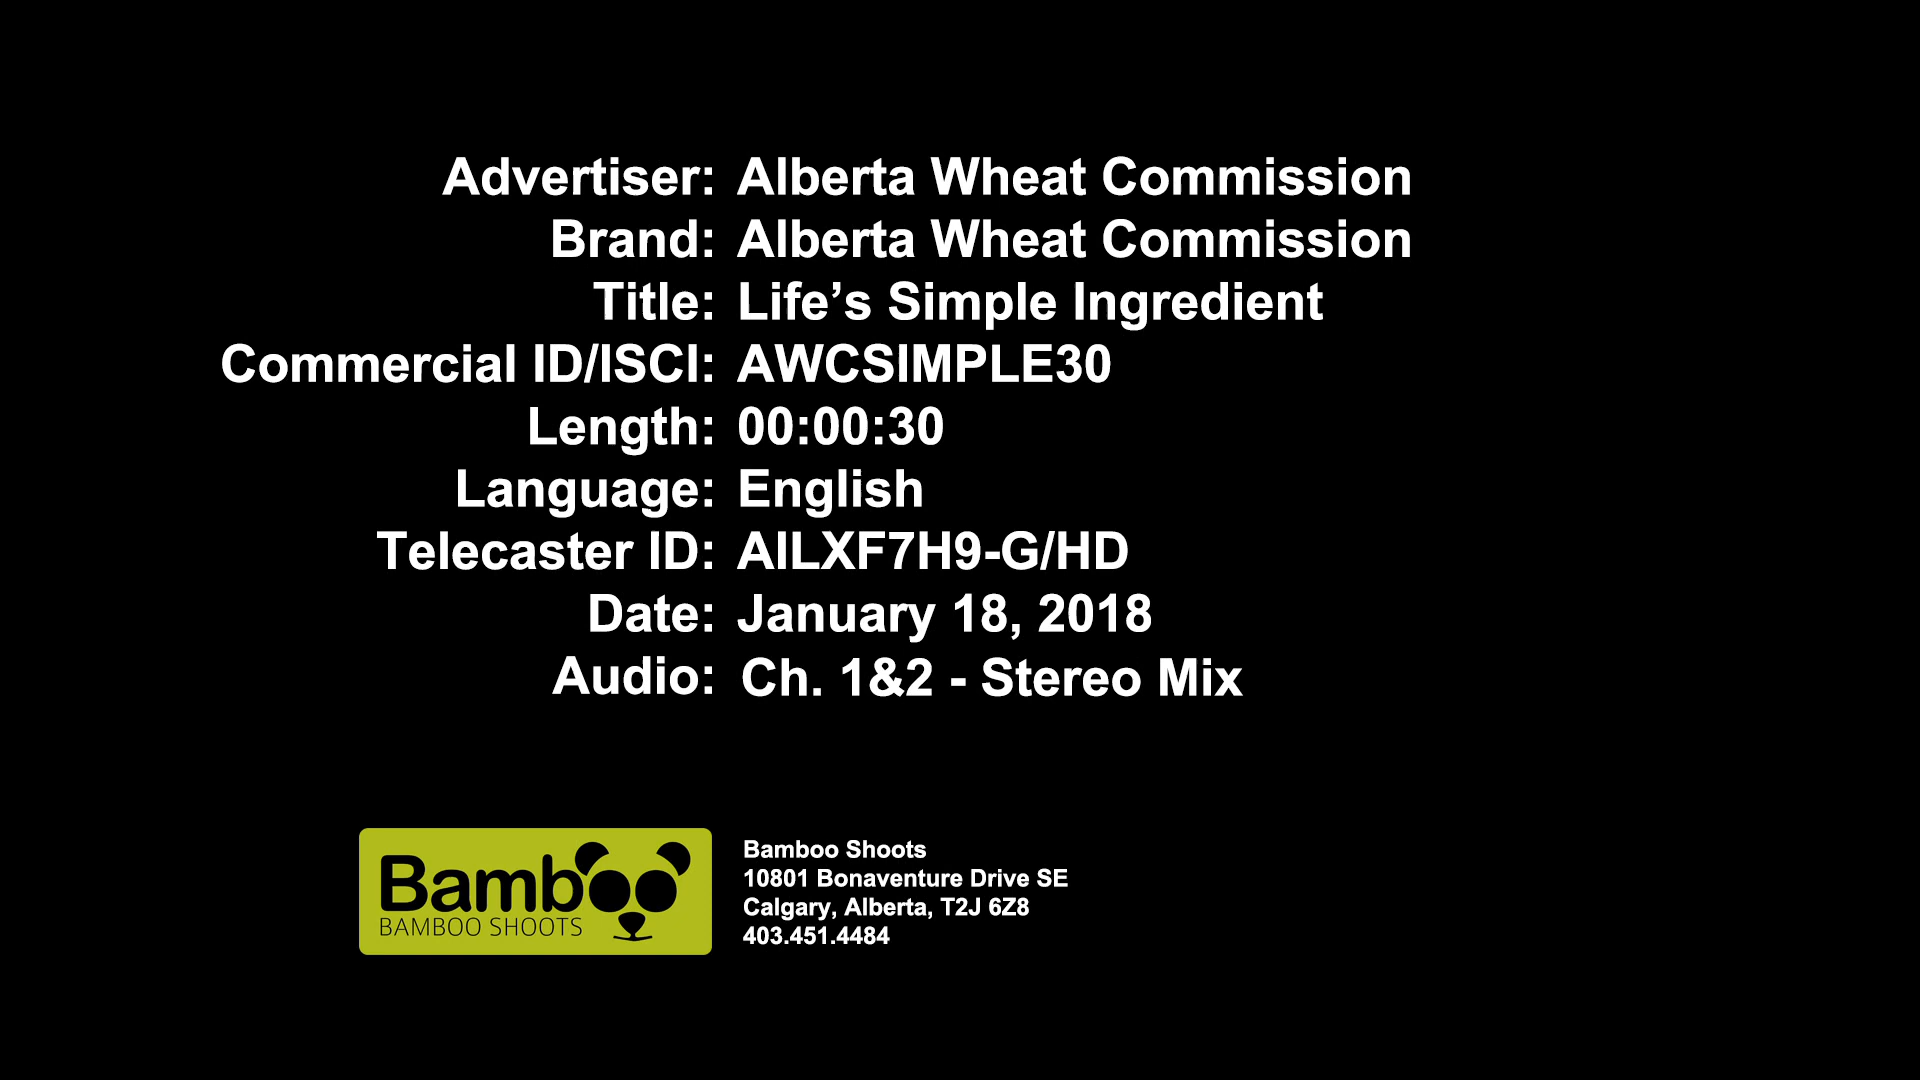 Advertiser: Alberta Wheat Commission
Brand: Alberta Wheat Commission
Title: Life’s Simple Ingredient
Commercial ID/ISCI: AWCSIMPLE30
Length: 00:00:30
Language: English
Telecaster ID: AILXF7H9-G/HD
Date: January 18, 2018
Audio: Ch. 1&2 - Stereo Mix
Bamboo
BAMBOO SHOOTS
Bamboo Shoots
10801 Bonaventure Drive SE
Calgary, Alberta, T2J 6Z8
403.451.4484